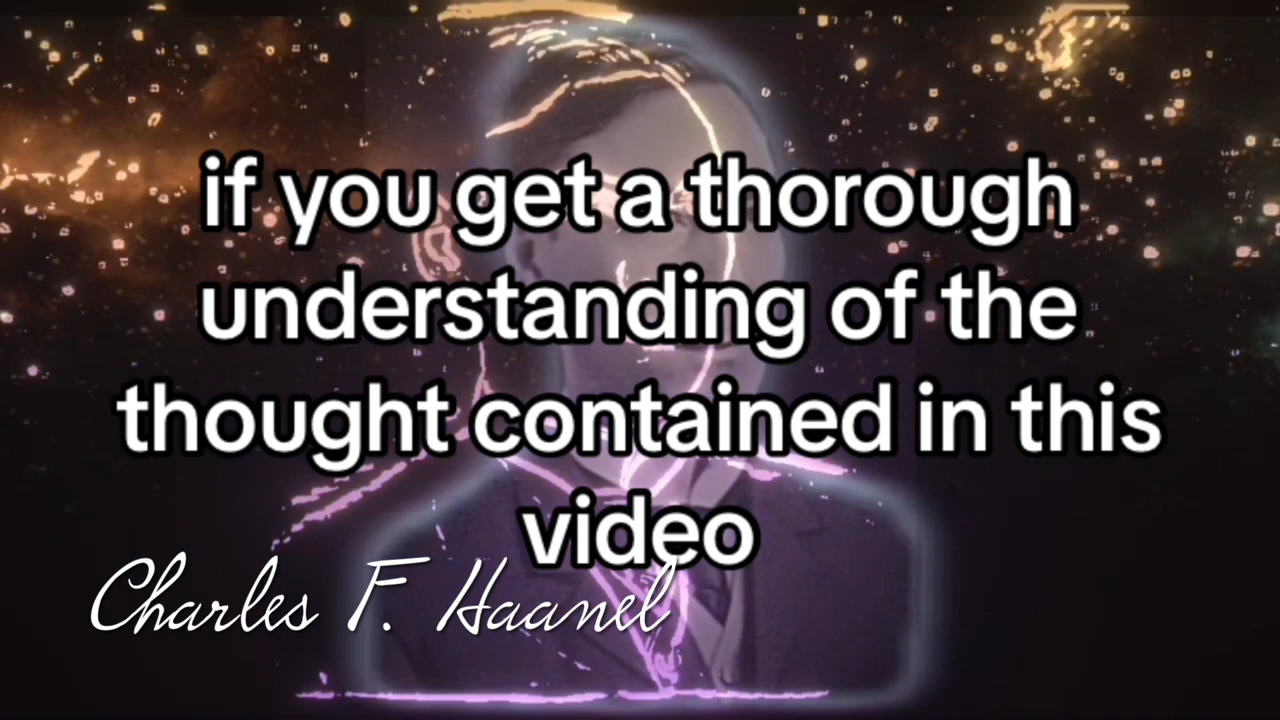 if you get a thorough
understanding of the
thought contained in this
video
Charles F. Haanel